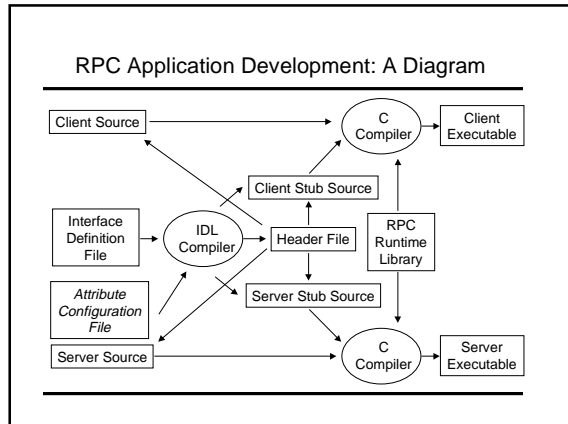 RPC Application Development: A Diagram
Client Source
C
Compiler
Client
Executable
Client Stub Source
Interface
Definition
File
IDL
Compiler
Header File
RPC
Runtime
Library
Attribute
Configuration
File
Server Stub Source
Server Source
C
Compiler
Server
Executable